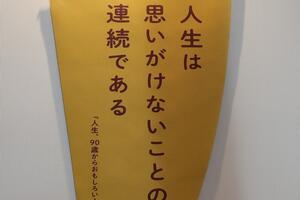 人生は
思いがけないことの
連続である
「人生、90歳からおもしろい！